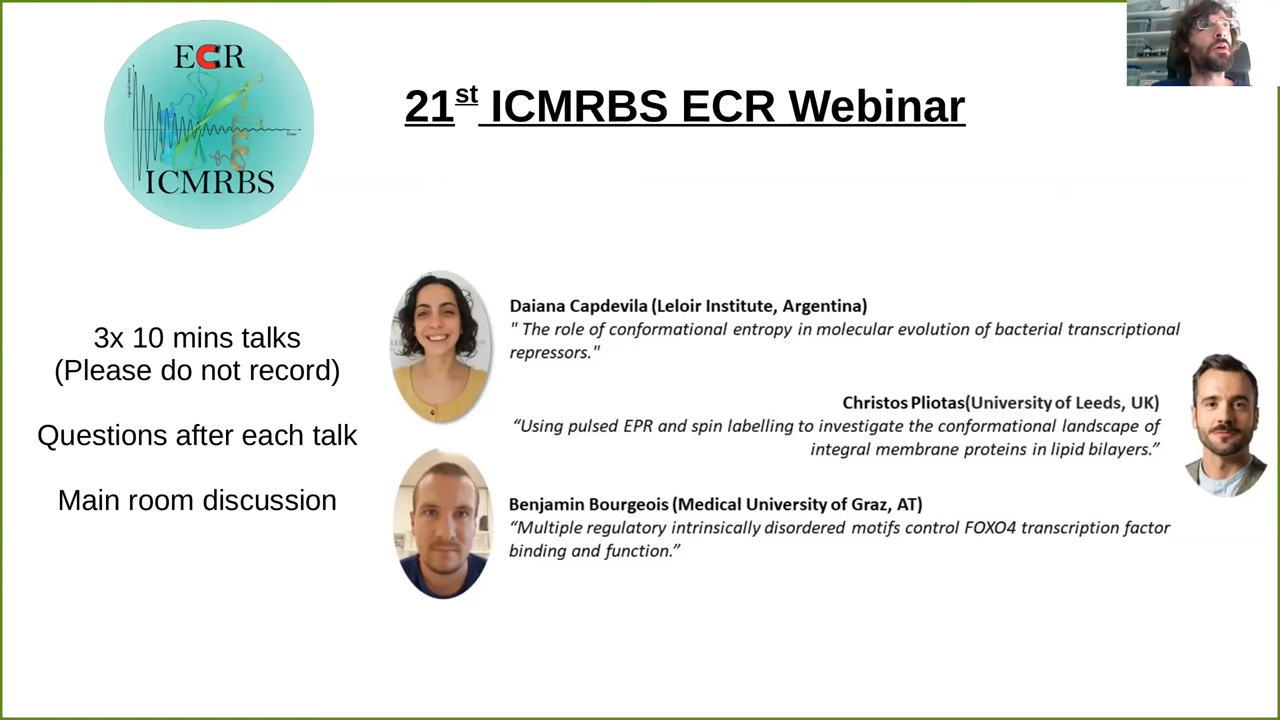 ECR
ICMRBS
21st ICMRBS ECR Webinar
3x 10 mins talks
(Please do not record)
Questions after each talk
Main room discussion
Daiana Capdevila (Leloir Institute, Argentina)
" The role of conformational entropy in molecular evolution of bacterial transcriptional
repressors."
Christos Pliotas(University of Leeds, UK)
“Using pulsed EPR and spin labelling to investigate the conformational landscape of
integral membrane proteins in lipid bilayers.”
Benjamin Bourgeois (Medical University of Graz, AT)
“Multiple regulatory intrinsically disordered motifs control FOXO4 transcription factor
binding and function.”